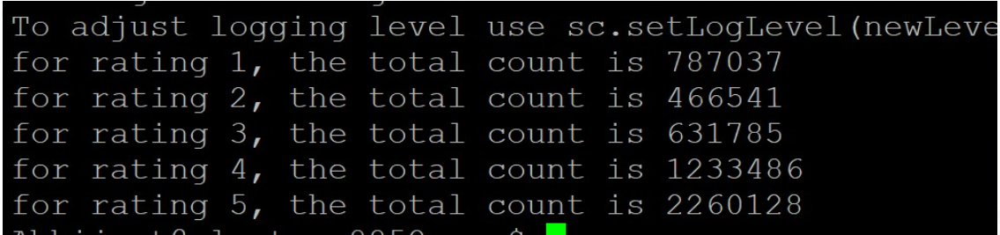 To adjust logging level use sc.setLogLevel(newLeve
for rating 1, the total count is 787037
for rating 2, the total count is 466541
for rating 3, the total count is 631785
for rating 4, the total count is 1233486
for rating 5, the total count is 2260128